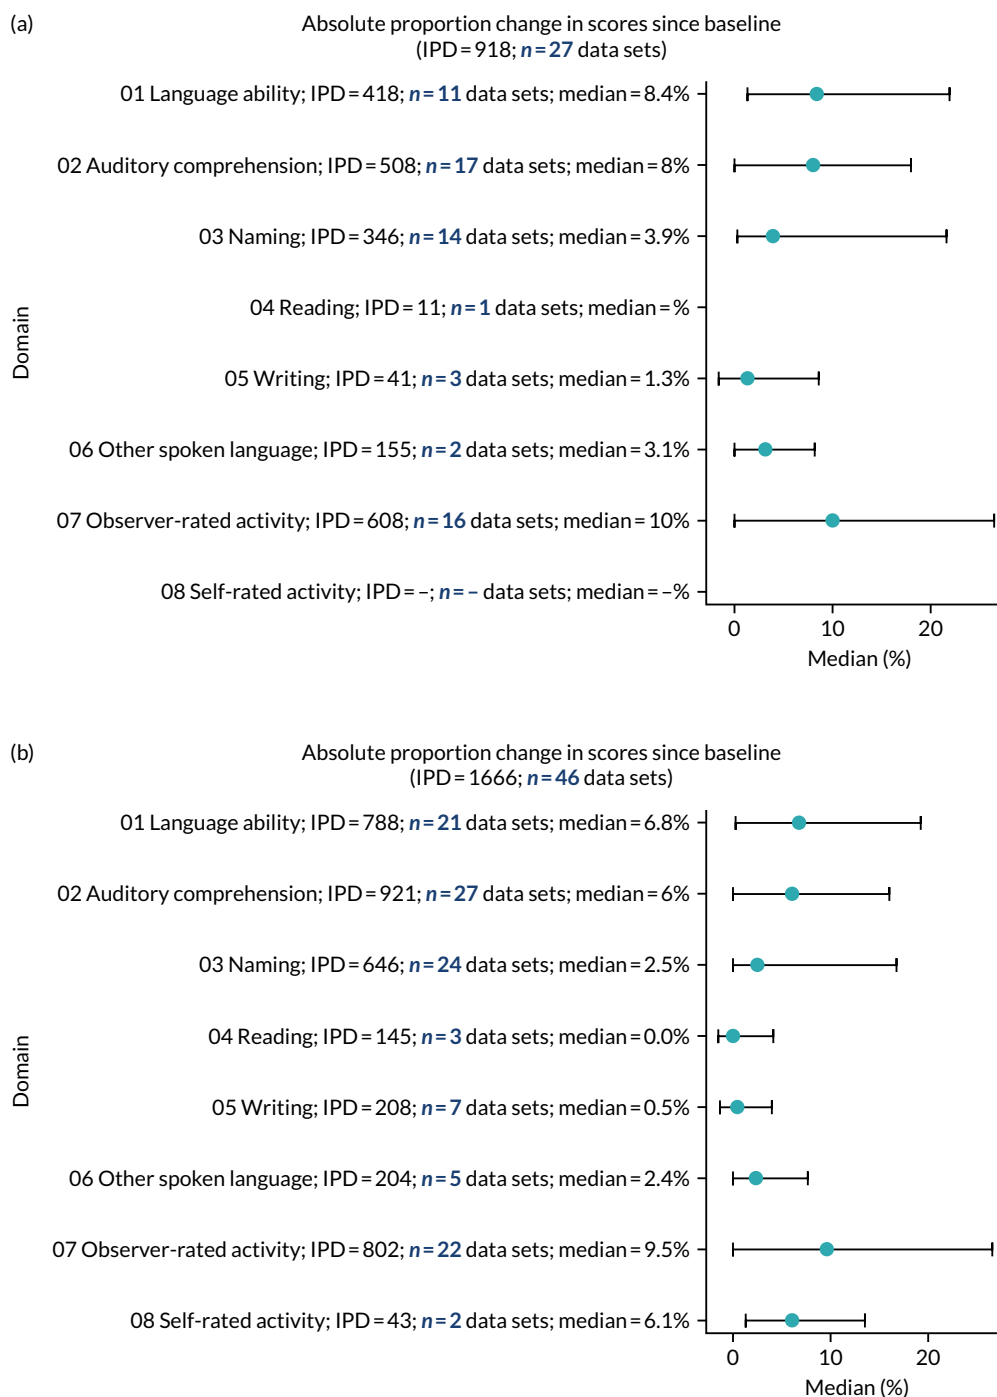 (a)
Absolute proportion change in scores since baseline
(IPD = 918; n = 27 data sets)
01 Language ability; IPD = 418; n = 11 data sets; median = 8.4%
02 Auditory comprehension; IPD = 508; n = 17 data sets; median = 8%
03 Naming; IPD = 346; n = 14 data sets; median = 3.9%
04 Reading; IPD = 11; n = 1 data sets; median = %
05 Writing; IPD = 41; n = 3 data sets; median = 1.3%
06 Other spoken language; IPD = 155; n = 2 data sets; median = 3.1%
07 Observer-rated activity; IPD = 608; n = 16 data sets; median = 10%
08 Self-rated activity; IPD = –; n = – data sets; median = –%
Domain
0 10 20
Median (%)
(b)
Absolute proportion change in scores since baseline
(IPD = 1666; n = 46 data sets)
01 Language ability; IPD = 788; n = 21 data sets; median = 6.8%
02 Auditory comprehension; IPD = 921; n = 27 data sets; median = 6%
03 Naming; IPD = 646; n = 24 data sets; median = 2.5%
04 Reading; IPD = 145; n = 3 data sets; median = 0.0%
05 Writing; IPD = 208; n = 7 data sets; median = 0.5%
06 Other spoken language; IPD = 204; n = 5 data sets; median = 2.4%
07 Observer-rated activity; IPD = 802; n = 22 data sets; median = 9.5%
08 Self-rated activity; IPD = 43; n = 2 data sets; median = 6.1%
Domain
0 10 20
Median (%)